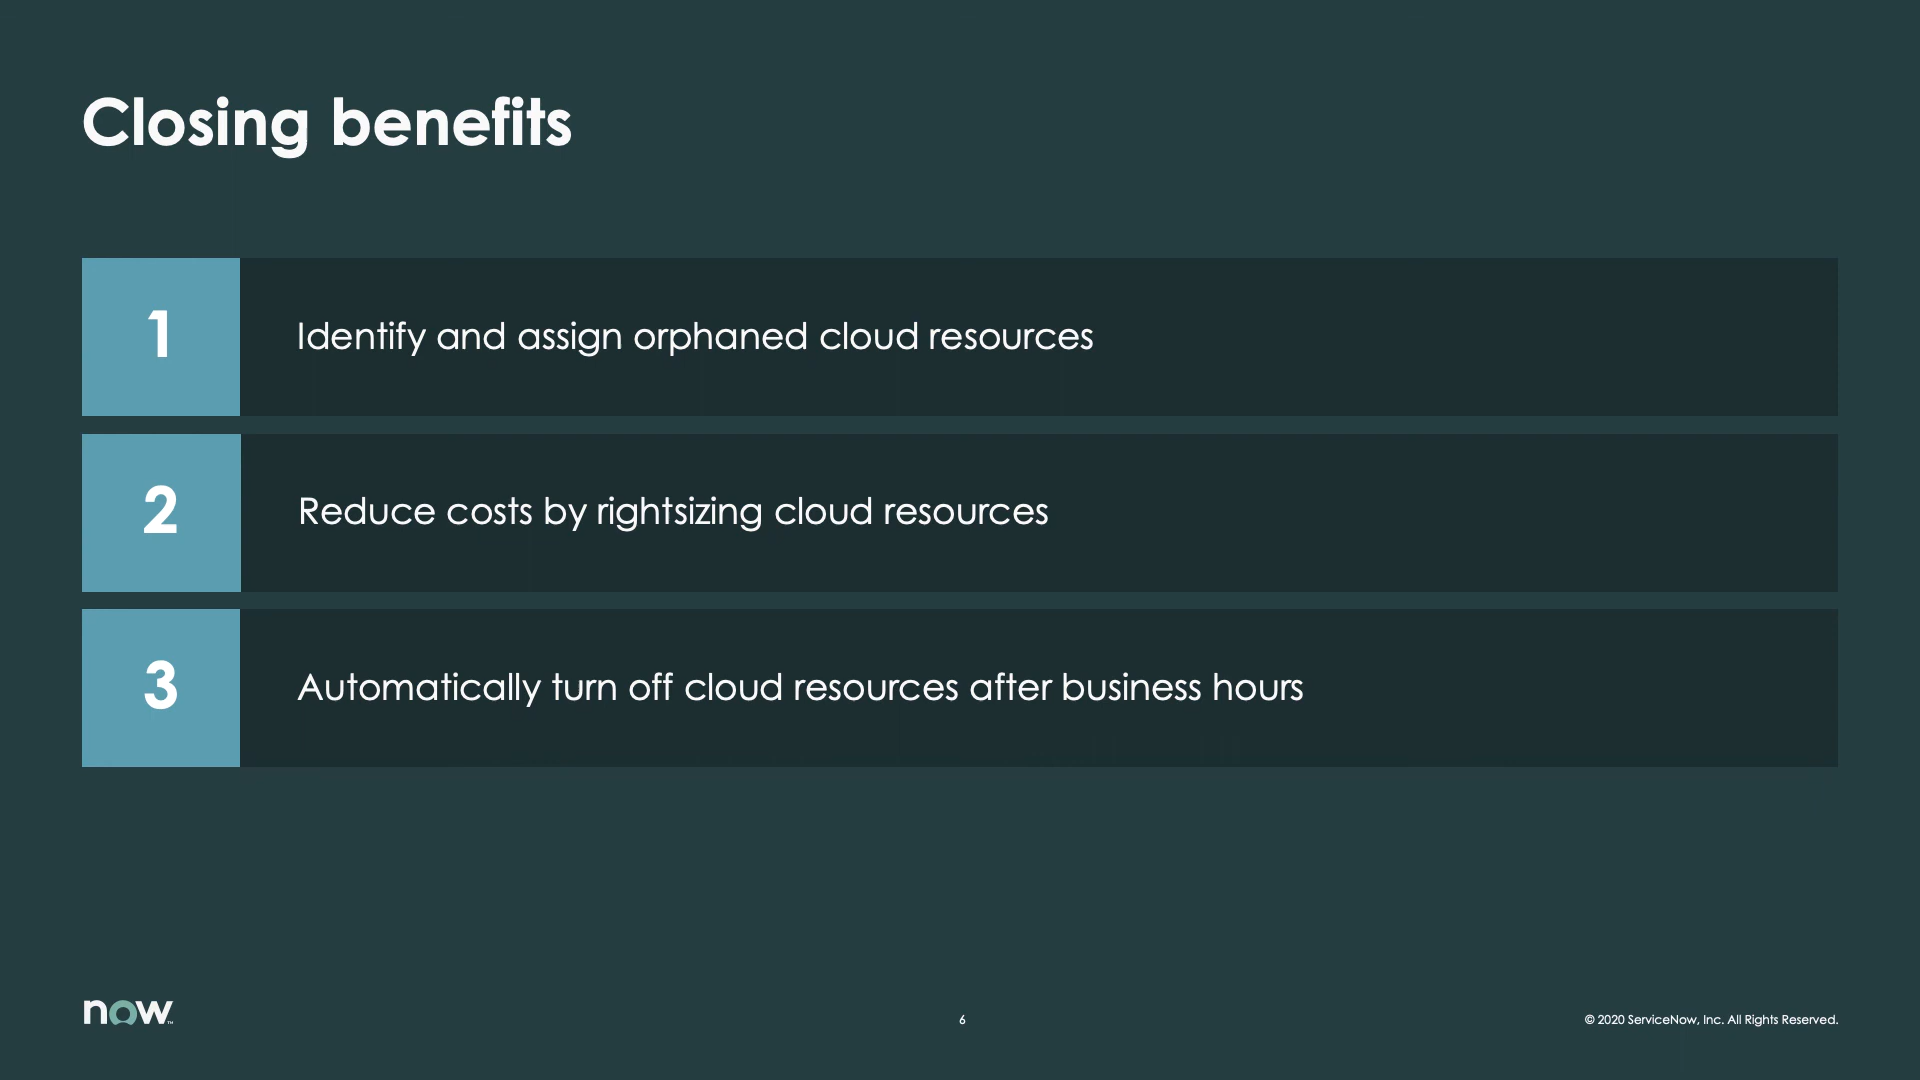 Closing benefits
1
Identify and assign orphaned cloud resources
2
Reduce costs by rightsizing cloud resources
3
Automatically turn off cloud resources after business hours
now™
6
© 2020 ServiceNow, Inc. All Rights Reserved.